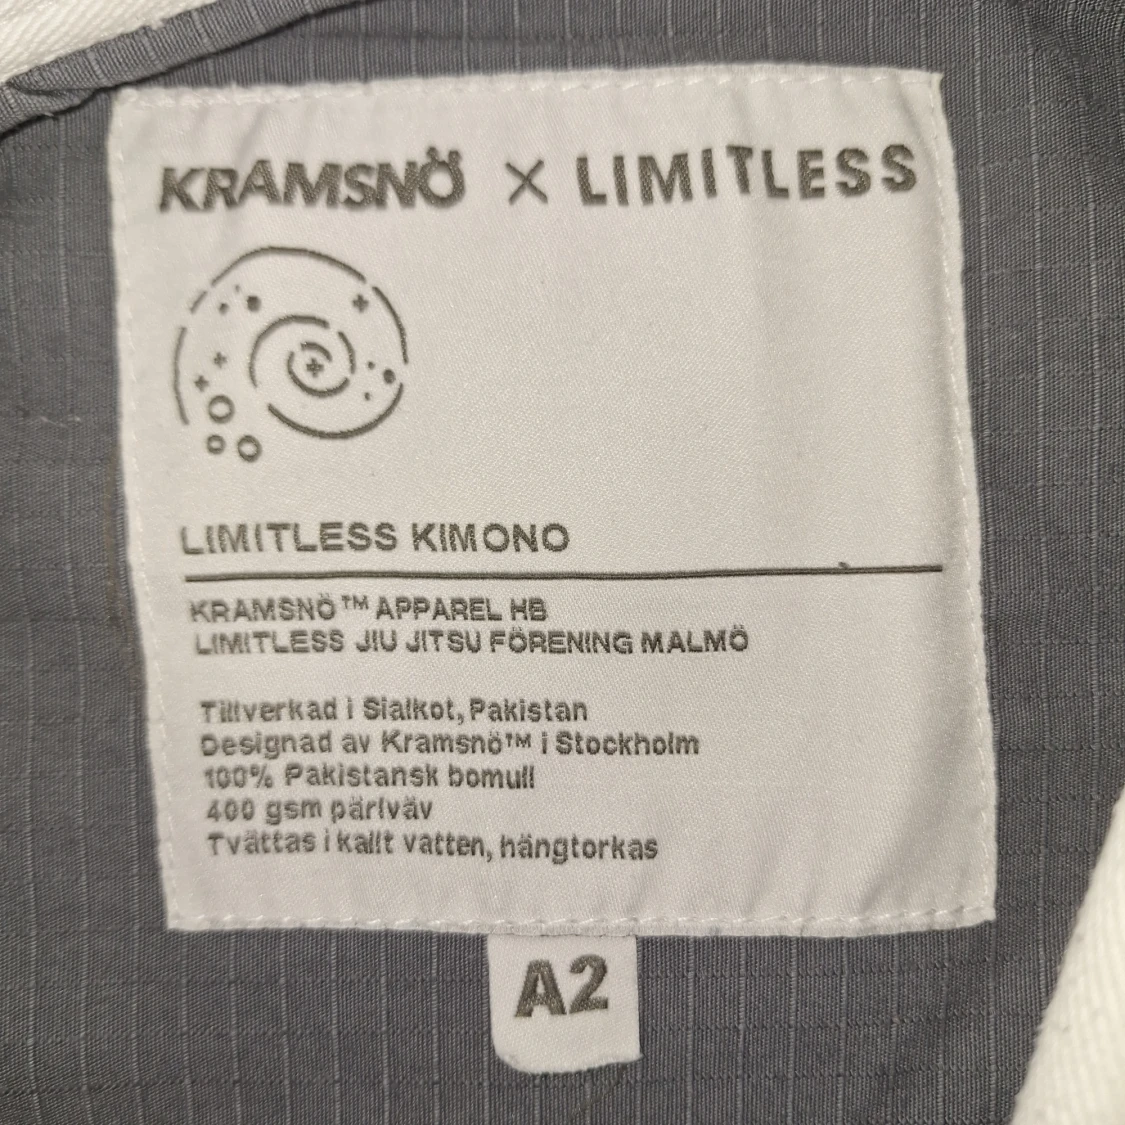 KRAMSNÖ × LIMITLESS
LIMITLESS KIMONO
KRAMSNÖ™ APPAREL HB
LIMITLESS JIU JITSU FÖRENING MALMÖ
Tillverkad i Sialkot, Pakistan
Designad av Kramsnö™ i Stockholm
100% Pakistansk bomull
400 gsm pärlväv
Tvättas i kallt vatten, hängtorkas
A2